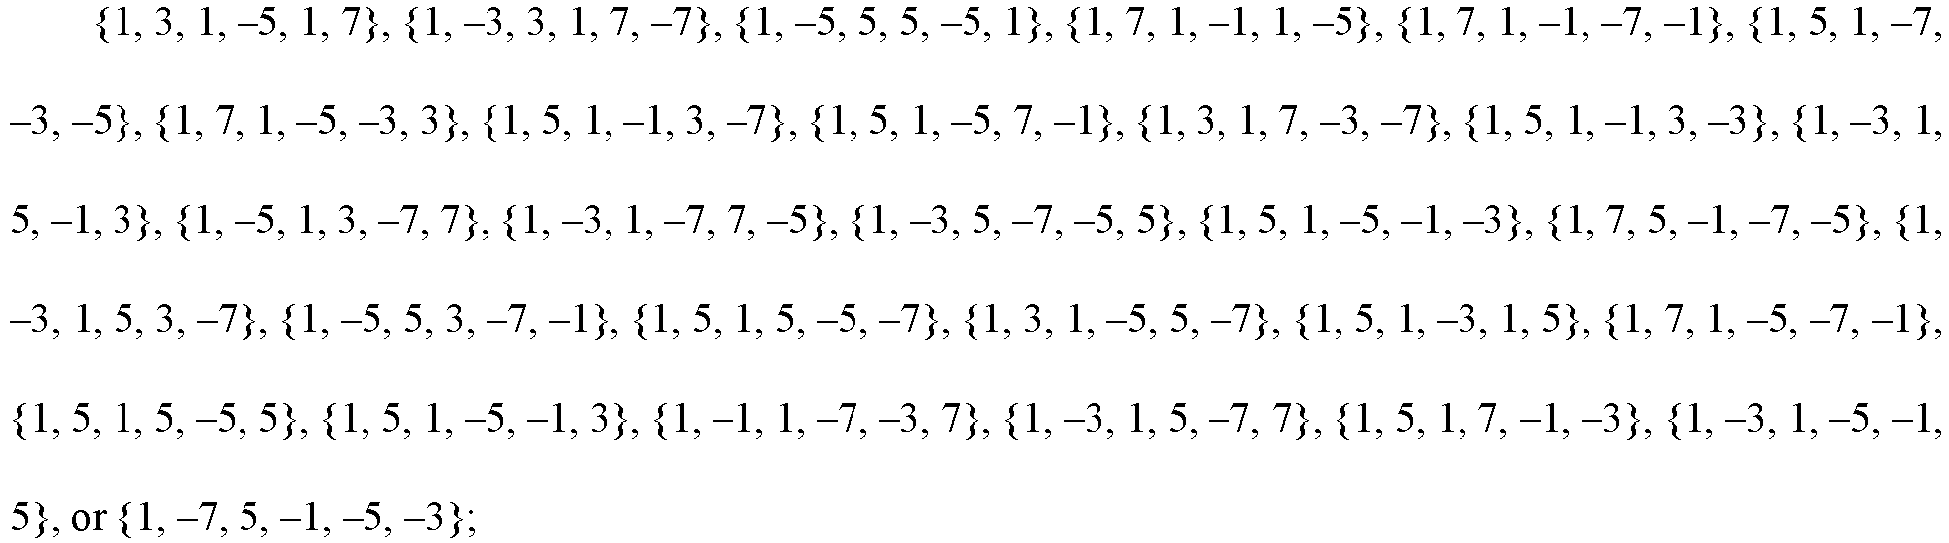 {1, 3, 1, –5, 1, 7}, {1, –3, 3, 1, 7, –7}, {1, –5, 5, 5, –5, 1}, {1, 7, 1, –1, 1, –5}, {1, 7, 1, –1, –7, –1}, {1, 5, 1, –7,
–3, –5}, {1, 7, 1, –5, –3, 3}, {1, 5, 1, –1, 3, –7}, {1, 5, 1, –5, 7, –1}, {1, 3, 1, 7, –3, –7}, {1, 5, 1, –1, 3, –3}, {1, –3, 1,
5, –1, 3}, {1, –5, 1, 3, –7, 7}, {1, –3, 1, –7, 7, –5}, {1, –3, 5, –7, –5, 5}, {1, 5, 1, –5, –1, –3}, {1, 7, 5, –1, –7, –5}, {1,
–3, 1, 5, 3, –7}, {1, –5, 5, 3, –7, –1}, {1, 5, 1, 5, –5, –7}, {1, 3, 1, –5, 5, –7}, {1, 5, 1, –3, 1, 5}, {1, 7, 1, –5, –7, –1},
{1, 5, 1, 5, –5, 5}, {1, 5, 1, –5, –1, 3}, {1, –1, 1, –7, –3, 7}, {1, –3, 1, 5, –7, 7}, {1, 5, 1, 7, –1, –3}, {1, –3, 1, –5, –1,
5}, or {1, –7, 5, –1, –5, –3};